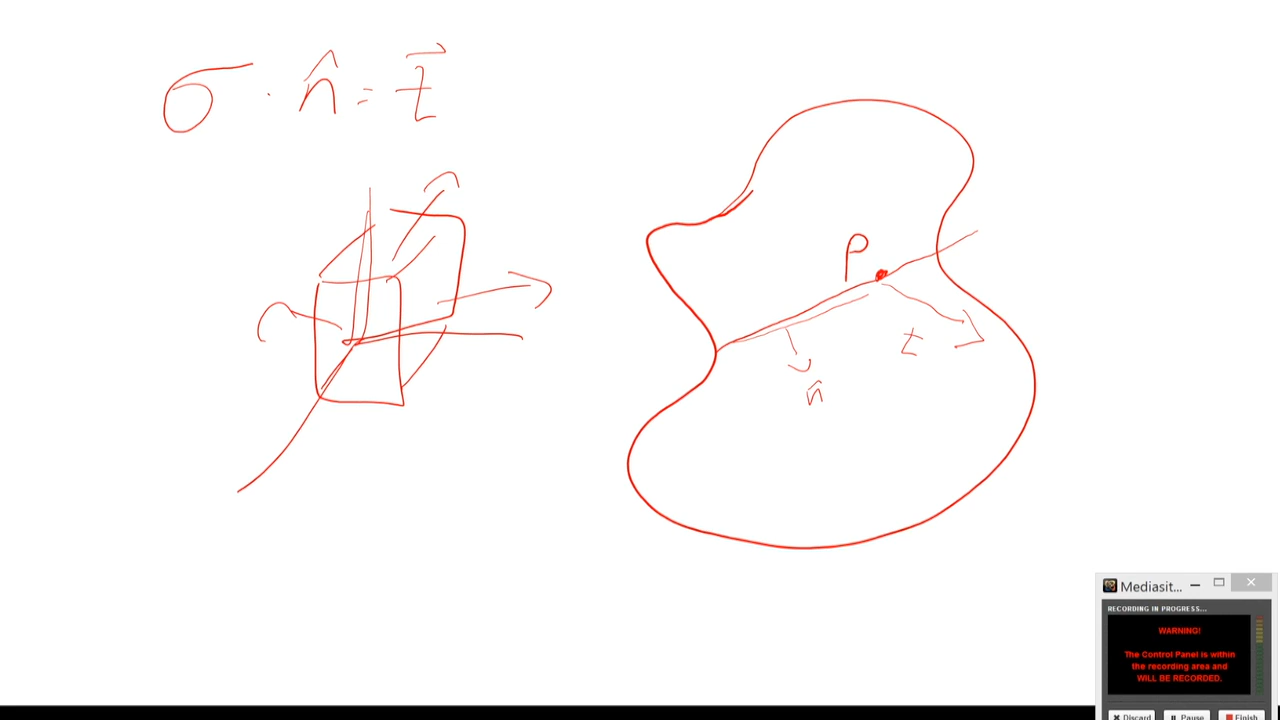 σ · n̂ = t⃗
n̂
P
t
n̂
Mediasit...
RECORDING IN PROGRESS...
WARNING!
The Control Panel is within
the recording area and
WILL BE RECORDED.
Discard Pause Finish